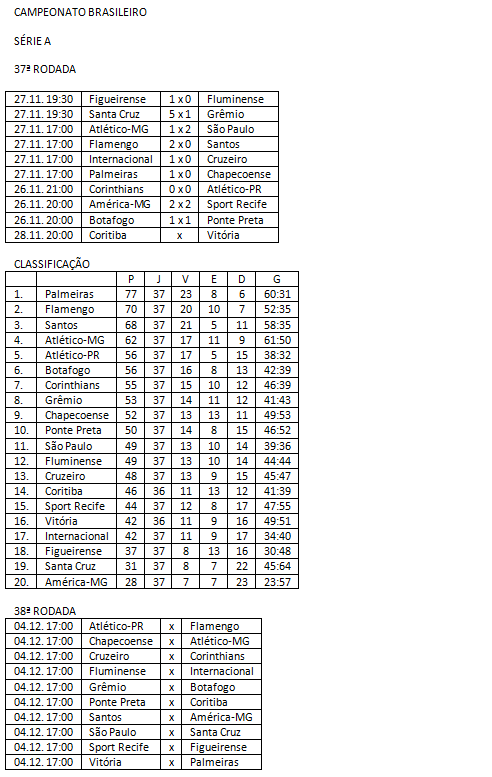 CAMPEONATO BRASILEIRO
SÉRIE A
37ª RODADA
27.11. 19:30 Figueirense 1 x 0 Fluminense
27.11. 19:30 Santa Cruz 5 x 1 Grêmio
27.11. 17:00 Atlético-MG 1 x 2 São Paulo
27.11. 17:00 Flamengo 2 x 0 Santos
27.11. 17:00 Internacional 1 x 0 Cruzeiro
27.11. 17:00 Palmeiras 1 x 0 Chapecoense
26.11. 21:00 Corinthians 0 x 0 Atlético-PR
26.11. 20:00 América-MG 2 x 2 Sport Recife
26.11. 20:00 Botafogo 1 x 1 Ponte Preta
28.11. 20:00 Coritiba x Vitória
CLASSIFICAÇÃO
P J V E D G
1. Palmeiras 77 37 23 8 6 60:31
2. Flamengo 70 37 20 10 7 52:35
3. Santos 68 37 21 5 11 58:35
4. Atlético-MG 62 37 17 11 9 61:50
5. Atlético-PR 56 37 17 5 15 38:32
6. Botafogo 56 37 16 8 13 42:39
7. Corinthians 55 37 15 10 12 46:39
8. Grêmio 53 37 14 11 12 41:43
9. Chapecoense 52 37 13 13 11 49:53
10. Ponte Preta 50 37 14 8 15 46:52
11. São Paulo 49 37 13 10 14 39:36
12. Fluminense 49 37 13 10 14 44:44
13. Cruzeiro 48 37 13 9 15 45:47
14. Coritiba 46 36 11 13 12 41:39
15. Sport Recife 44 37 12 8 17 47:55
16. Vitória 42 36 11 9 16 49:51
17. Internacional 42 37 11 9 17 34:40
18. Figueirense 37 37 8 13 16 30:48
19. Santa Cruz 31 37 8 7 22 45:64
20. América-MG 28 37 7 7 23 23:57
38ª RODADA
04.12. 17:00 Atlético-PR x Flamengo
04.12. 17:00 Chapecoense x Atlético-MG
04.12. 17:00 Cruzeiro x Corinthians
04.12. 17:00 Fluminense x Internacional
04.12. 17:00 Grêmio x Botafogo
04.12. 17:00 Ponte Preta x Coritiba
04.12. 17:00 Santos x América-MG
04.12. 17:00 São Paulo x Santa Cruz
04.12. 17:00 Sport Recife x Figueirense
04.12. 17:00 Vitória x Palmeiras